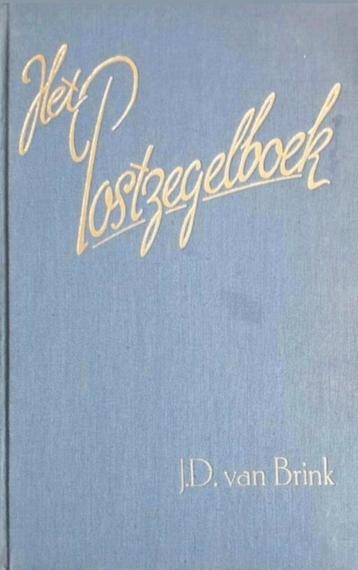 Het
Postzegelboek
J.D. van Brink